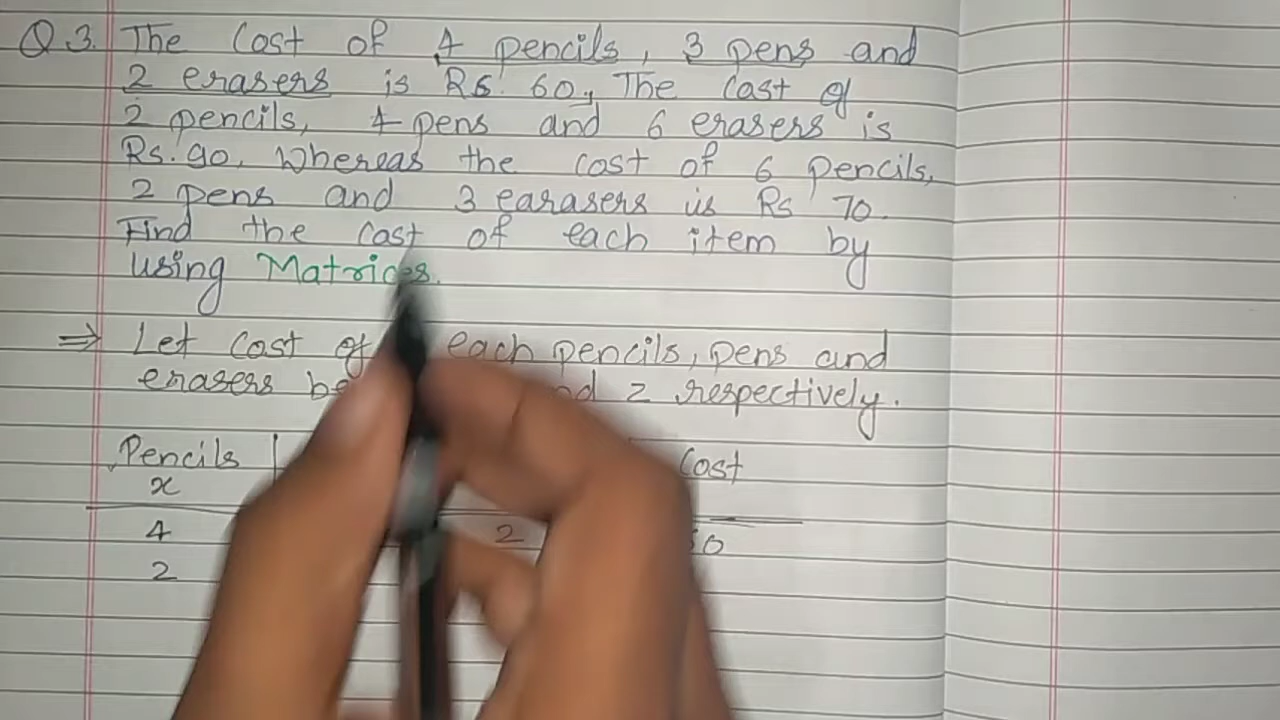 Q 3. The Cost of 4 pencils, 3 pens and
2 erasers is Rs. 60. The Cost of
2 pencils, 4 pens and 6 erasers is
Rs. 90. Whereas the cost of 6 pencils,
2 pens and 3 earasers is Rs 70.
Find the Cost of each item by
using Matrices.
⇒ Let Cost of each pencils, pens and
erasers be z respectively.
Pencils Cost
x
4 2
2